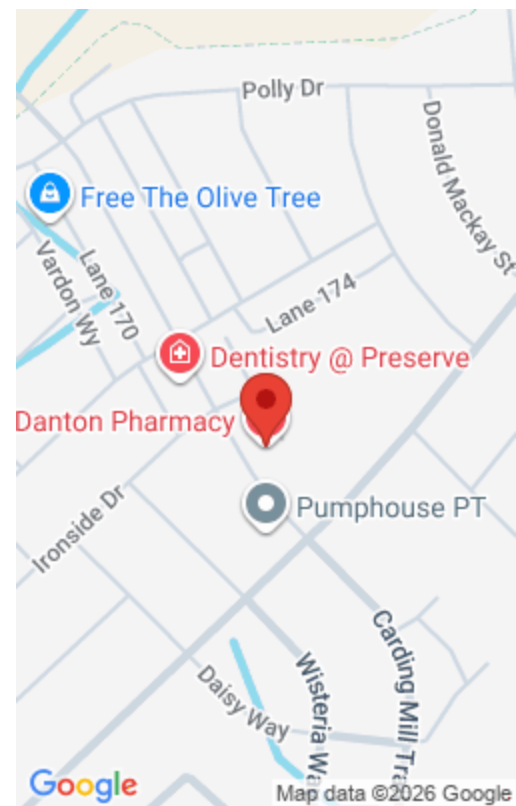 Polly Dr
Donald Mackay St
Free The Olive Tree
Lane 170
Vardon Wy
Lane 174
Dentistry @ Preserve
Danton Pharmacy
Pumphouse PT
Ironside Dr
Carding Mill Tra
Wisteria Wa
Daisy Way
Google
Map data ©2026 Google